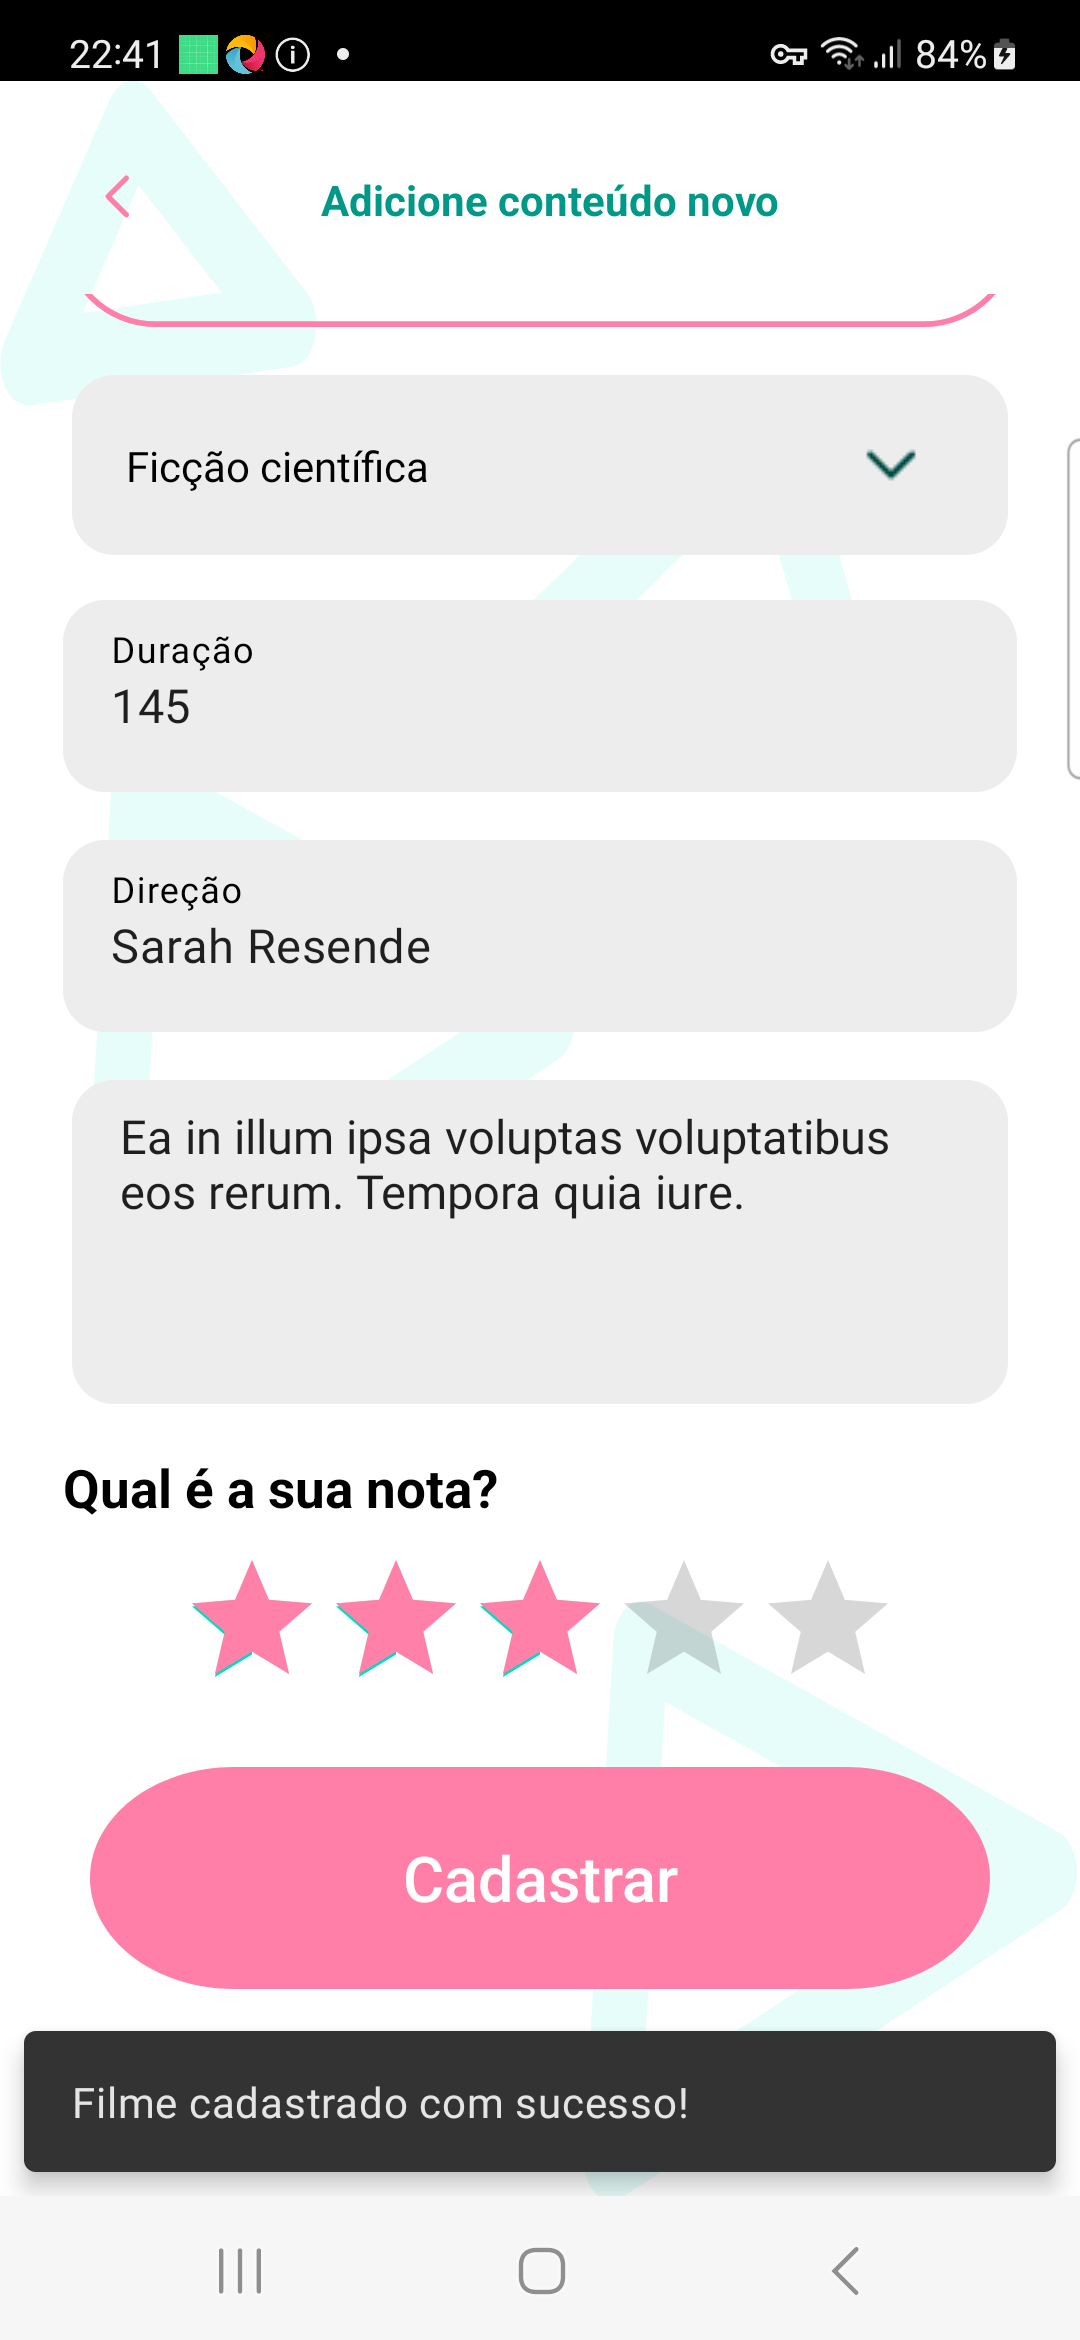 22:41
84%
Adicione conteúdo novo
Ficção científica
Duração
145
Direção
Sarah Resende
Ea in illum ipsa voluptas voluptatibus
eos rerum. Tempora quia iure.
Qual é a sua nota?
Cadastrar
Filme cadastrado com sucesso!